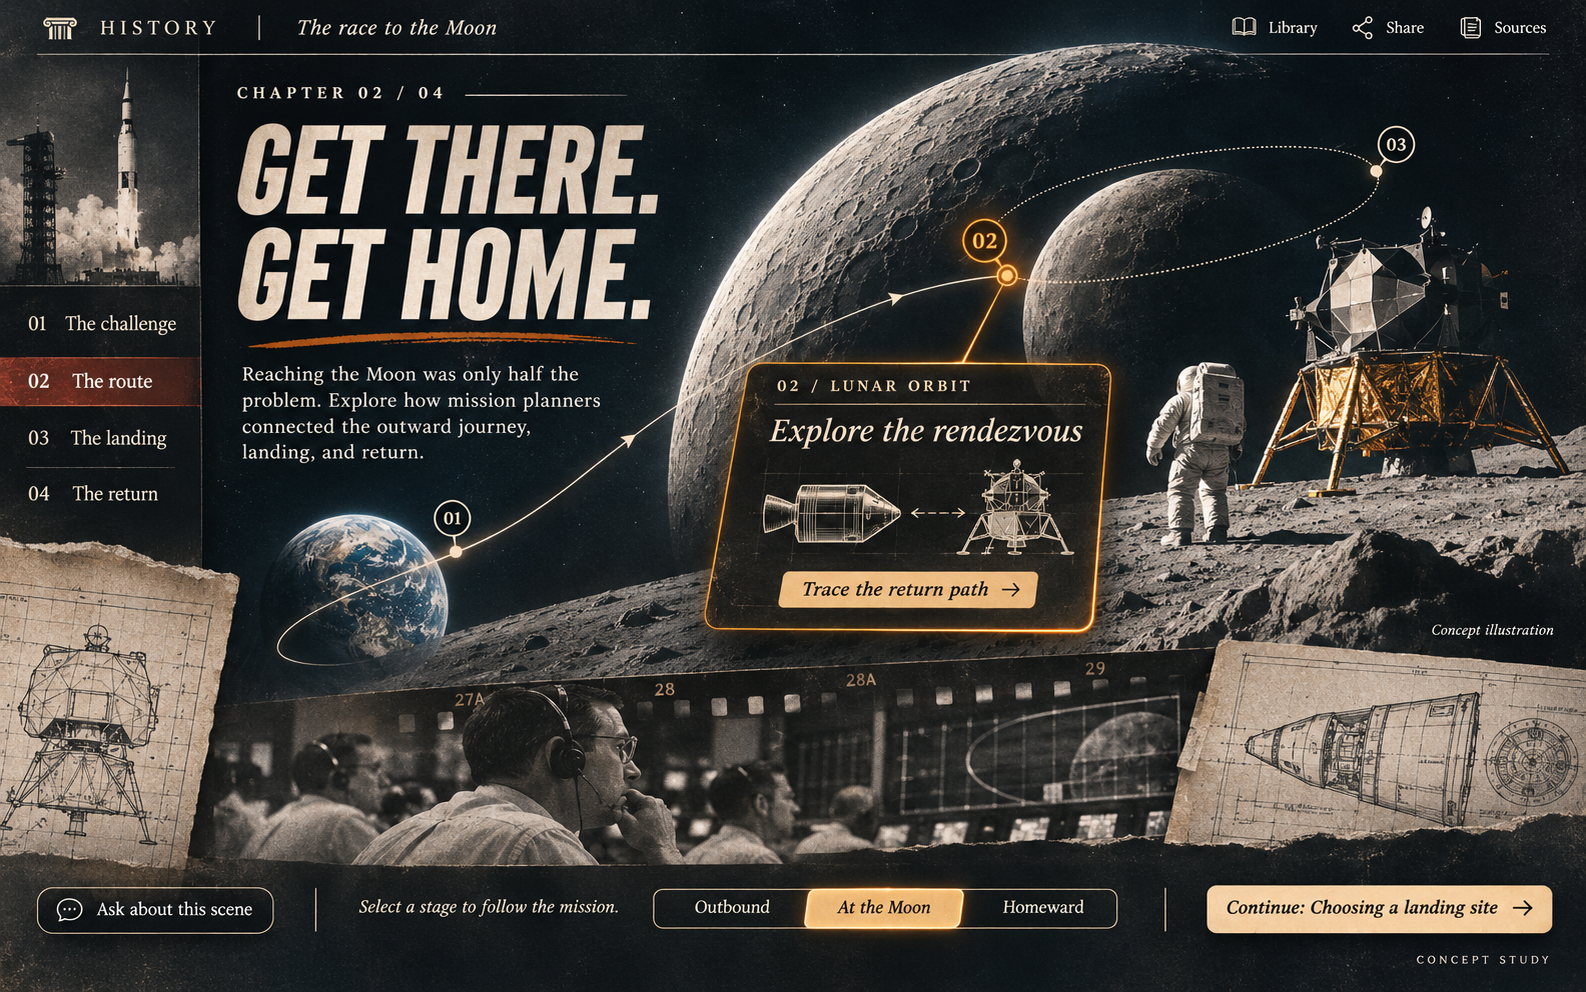 HISTORY
The race to the Moon
Library
Share
Sources
CHAPTER 02 / 04
GET THERE.
GET HOME.
Reaching the Moon was only half the
problem. Explore how mission planners
connected the outward journey,
landing, and return.
01 The challenge
02 The route
03 The landing
04 The return
01
02
03
02 / LUNAR ORBIT
Explore the rendezvous
Trace the return path →
Concept illustration
27A
28
28A
29
Ask about this scene
Select a stage to follow the mission.
Outbound
At the Moon
Homeward
Continue: Choosing a landing site →
CONCEPT STUDY